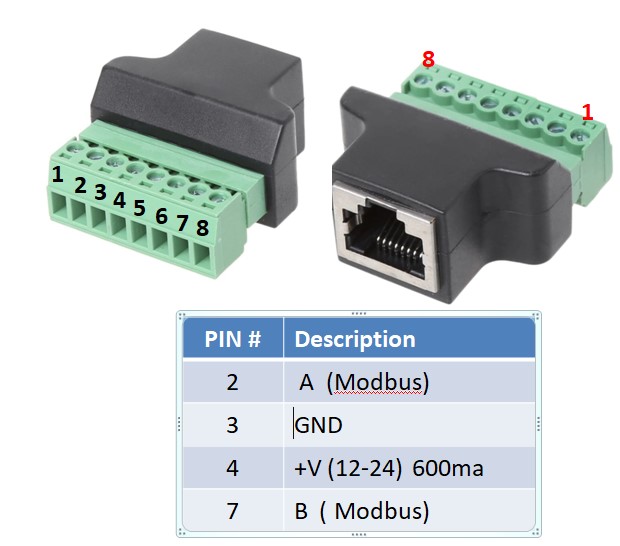 8
1
1 2 3 4 5 6 7 8
PIN # Description
2 A (Modbus)
3 GND
4 +V (12-24) 600ma
7 B ( Modbus)